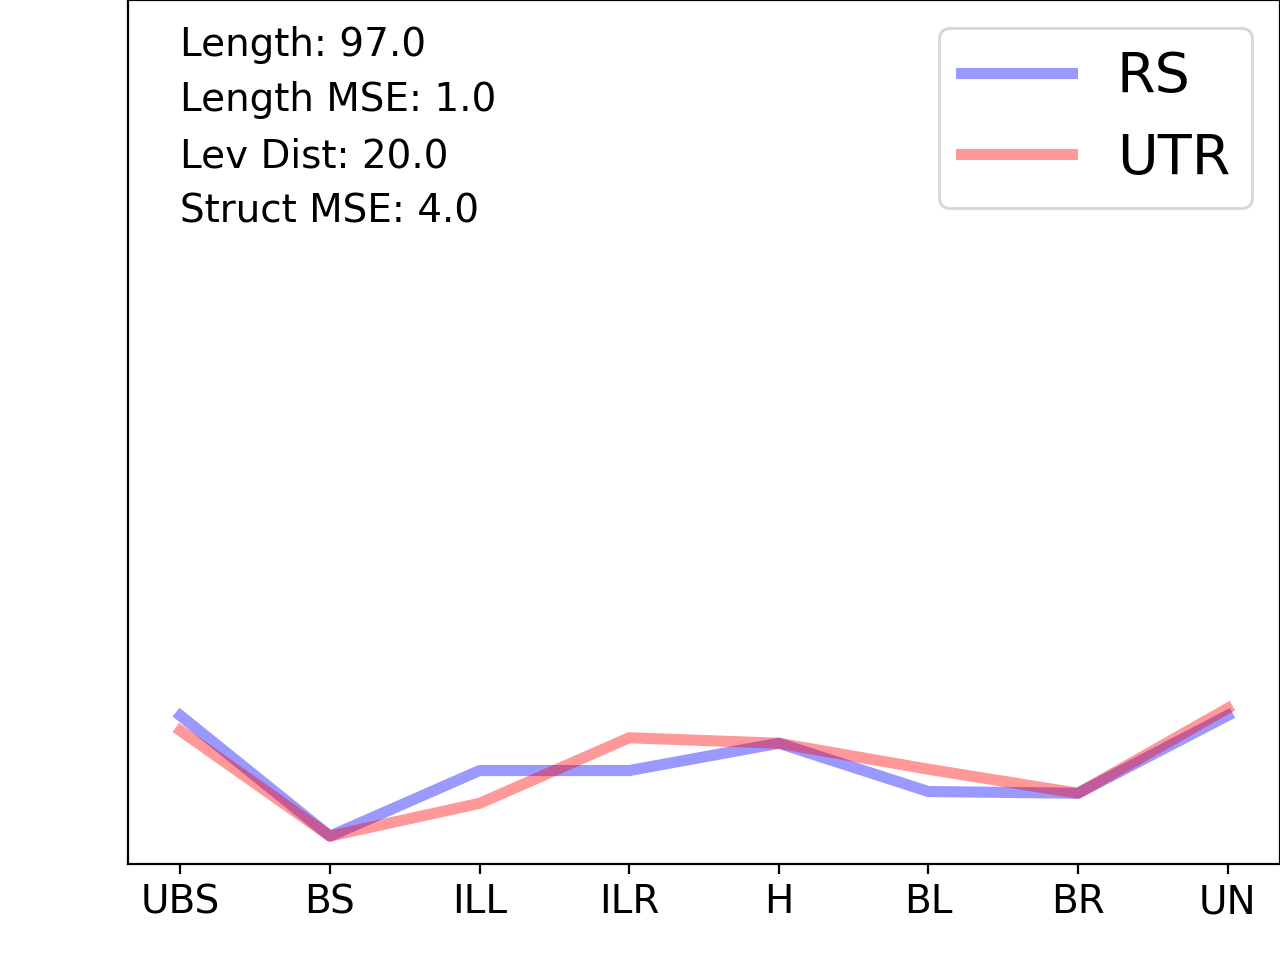 Length: 97.0
Length MSE: 1.0
Lev Dist: 20.0
Struct MSE: 4.0
RS
UTR
UBS BS ILL ILR H BL BR UN